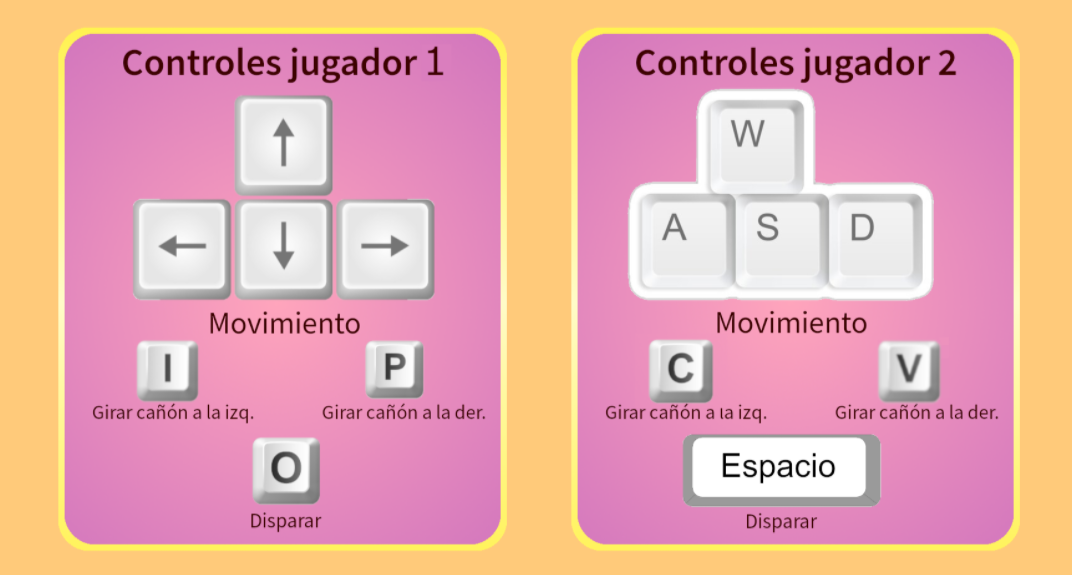 Controles jugador 1
↑
← ↓ →
Movimiento
I P
Girar cañón a la izq. Girar cañón a la der.
O
Disparar
Controles jugador 2
W
A S D
Movimiento
C V
Girar cañón a la izq. Girar cañón a la der.
Espacio
Disparar